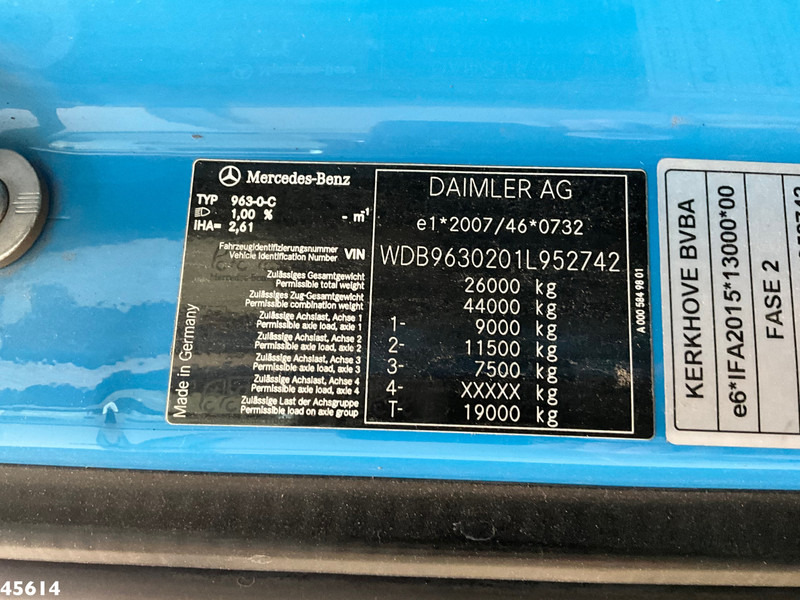 Mercedes-Benz
TYP 963-0-C
1,00 % - m⁻¹
IHA= 2,61
Fahrzeugidentifizierungsnummer
Vehicle Identification Number VIN
Zulässiges Gesamtgewicht
Permissible total weight
Zulässiges Zug-Gesamtgewicht
Permissible combination weight
Zulässige Achslast, Achse 1
Permissible axle load, axle 1
Zulässige Achslast, Achse 2
Permissible axle load, axle 2
Zulässige Achslast, Achse 3
Permissible axle load, axle 3
Zulässige Achslast, Achse 4
Permissible axle load, axle 4
Zulässige Last der Achsgruppe
Permissible load on axle group
Made in Germany
DAIMLER AG
e1*2007/46*0732
WDB9630201L952742
26000 kg
44000 kg
1- 9000 kg
2- 11500 kg
3- 7500 kg
4- XXXXX kg
T- 19000 kg
A 000 584 98 01
KERKHOVE BVBA
e6*IFA2015*13000*00
FASE 2
45614